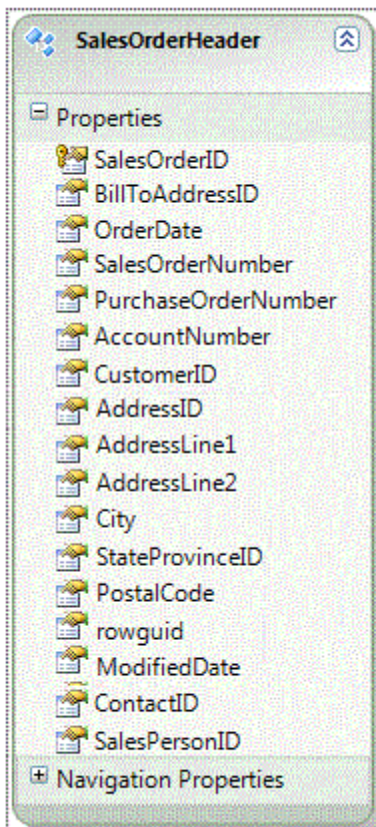 SalesOrderHeader
Properties
SalesOrderID
BillToAddressID
OrderDate
SalesOrderNumber
PurchaseOrderNumber
AccountNumber
CustomerID
AddressID
AddressLine1
AddressLine2
City
StateProvinceID
PostalCode
rowguid
ModifiedDate
ContactID
SalesPersonID
Navigation Properties